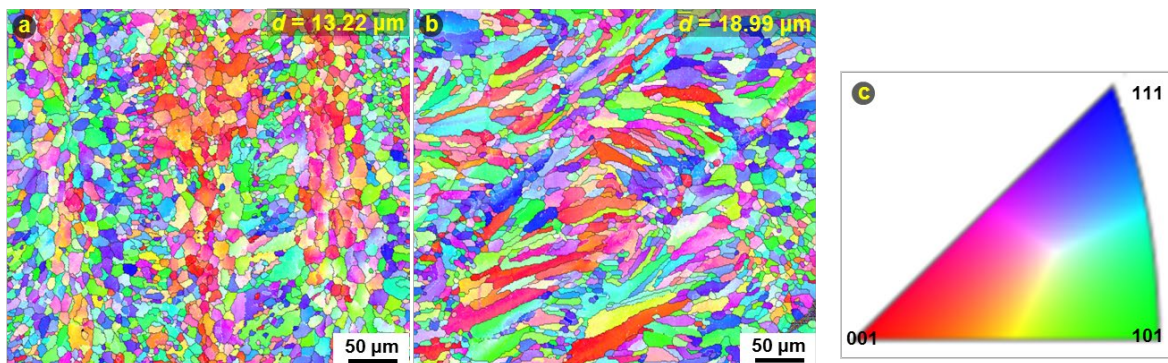 a
d = 13.22 µm
50 µm
b
d = 18.99 µm
50 µm
c
111
001
101